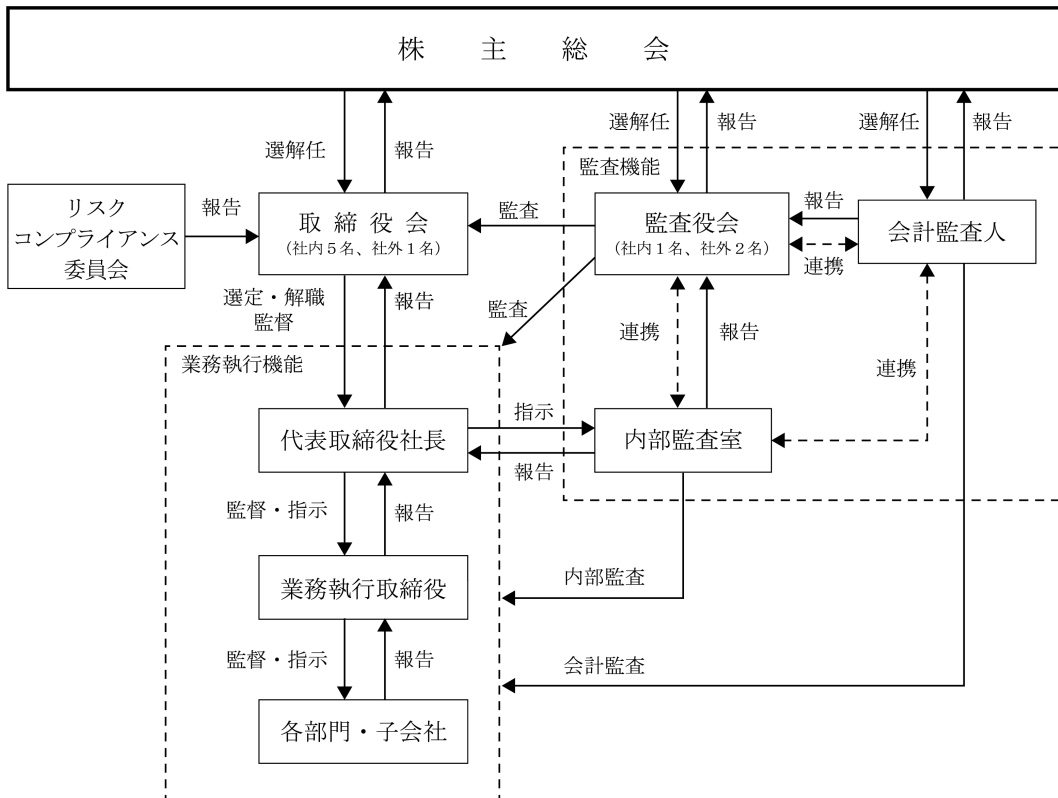 株主総会
選解任
報告
選解任
報告
選解任
報告
監査機能
リスク
コンプライアンス
委員会
報告
取締役会
(社内5名、社外1名)
監査
監査役会
(社内1名、社外2名)
報告
連携
会計監査人
選定・解職
監督
報告
監査
連携
報告
連携
業務執行機能
代表取締役社長
指示
報告
内部監査室
監督・指示
報告
業務執行取締役
内部監査
監督・指示
報告
会計監査
各部門・子会社